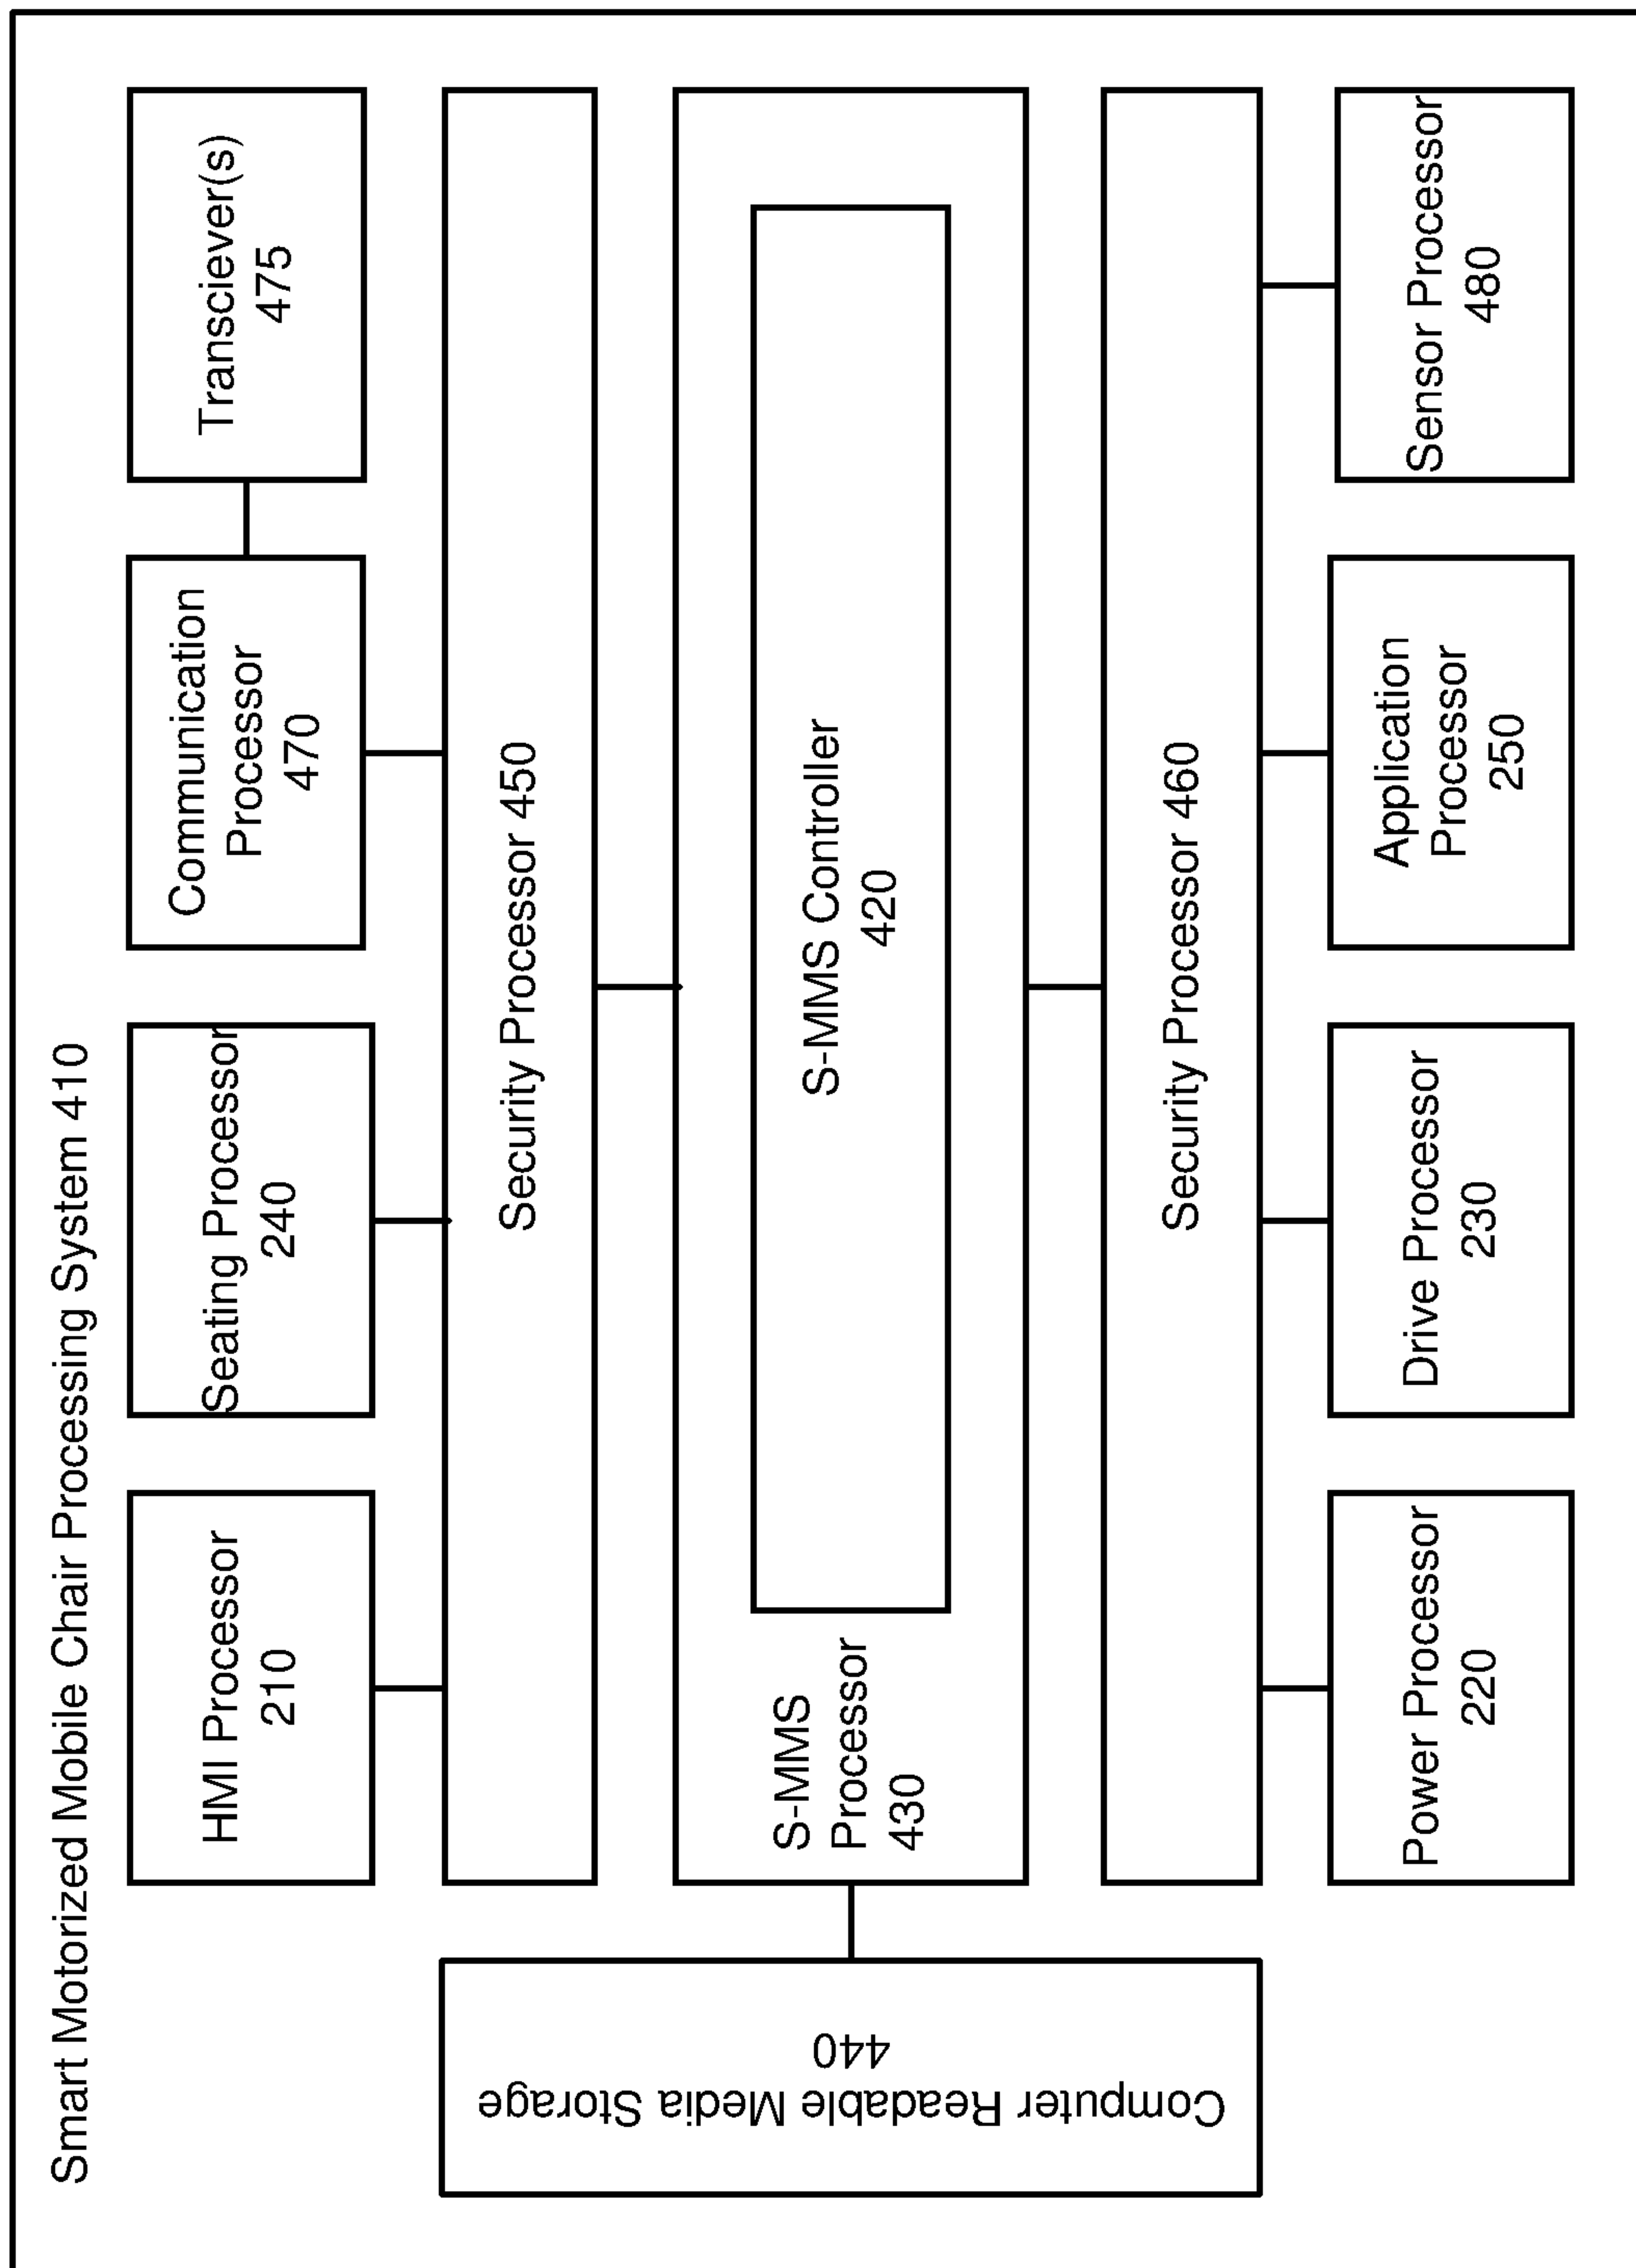 Smart Motorized Mobile Chair Processing System 410
HMI Processor
210
Seating Processor
240
Communication
Processor
470
Transciever(s)
475
Security Processor 450
Computer Readable Media Storage
440
S-MMS
Processor
430
S-MMS Controller
420
Security Processor 460
Power Processor
220
Drive Processor
230
Application
Processor
250
Sensor Processor
480